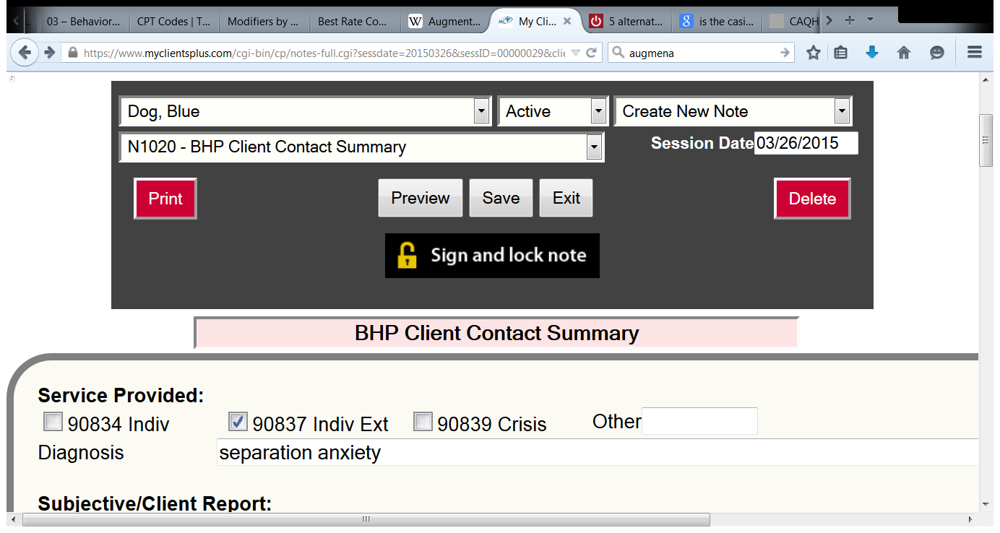 03 – Behavior... CPT Codes | T... Modifiers by ... Best Rate Co... W Augment... My Cli... × 5 alternat... 8 is the casi... CAQH
https://www.myclientsplus.com/cgi-bin/cp/notes-full.cgi?sessdate=20150326&sessID=00000029&cli augmena
Dog, Blue Active Create New Note
N1020 - BHP Client Contact Summary Session Date 03/26/2015
Print Preview Save Exit Delete
Sign and lock note
BHP Client Contact Summary
Service Provided:
90834 Indiv 90837 Indiv Ext 90839 Crisis Other
Diagnosis separation anxiety
Subjective/Client Report: